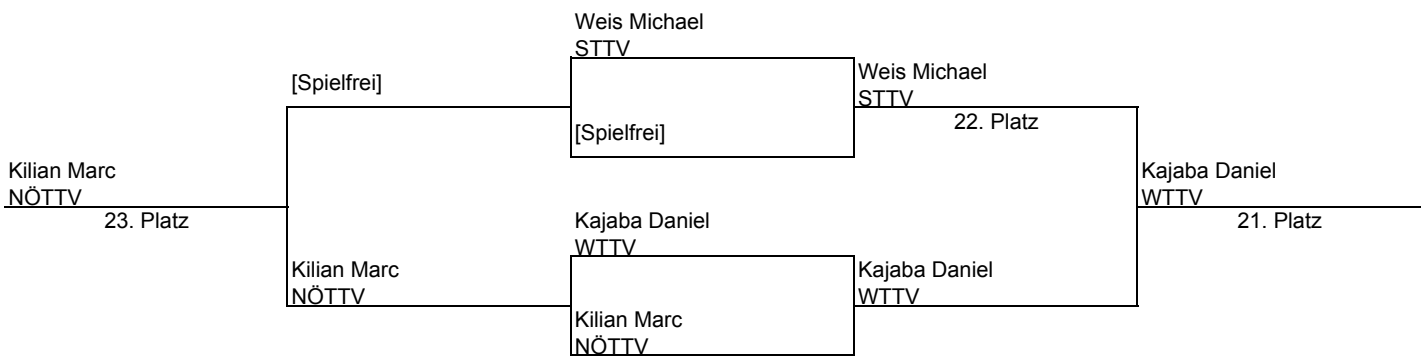 Weis Michael
STTV
[Spielfrei]
Weis Michael
STTV
22. Platz
[Spielfrei]
Kilian Marc
NÖTTV
23. Platz
Kajaba Daniel
WTTV
21. Platz
Kajaba Daniel
WTTV
Kilian Marc
NÖTTV
Kajaba Daniel
WTTV
Kilian Marc
NÖTTV